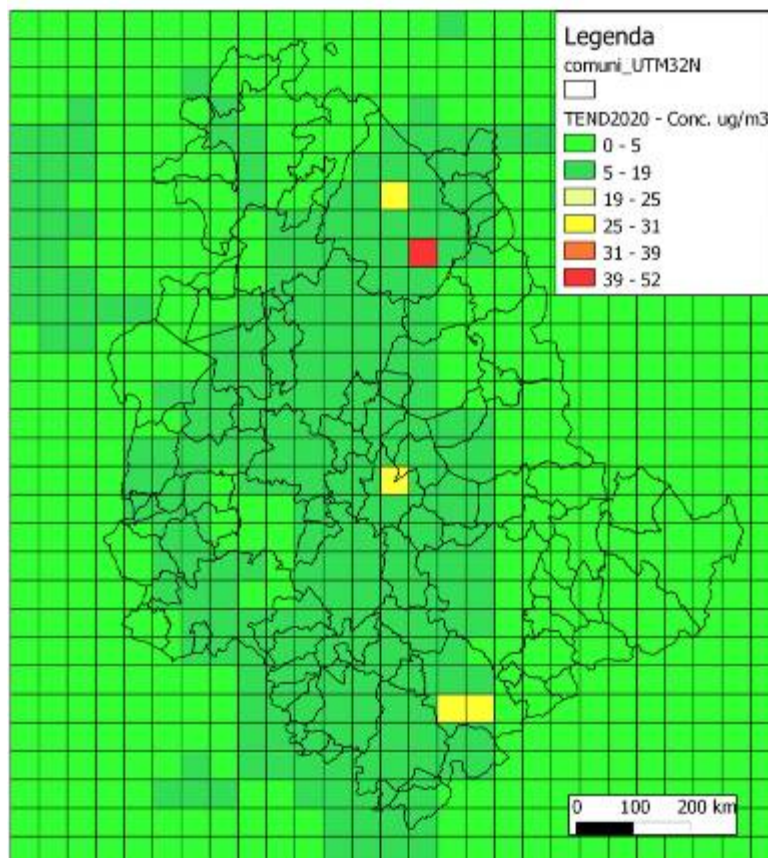 Legenda
comuni_UTM32N
TEND2020 - Conc. ug/m3
0 - 5
5 - 19
19 - 25
25 - 31
31 - 39
39 - 52
0 100 200 km